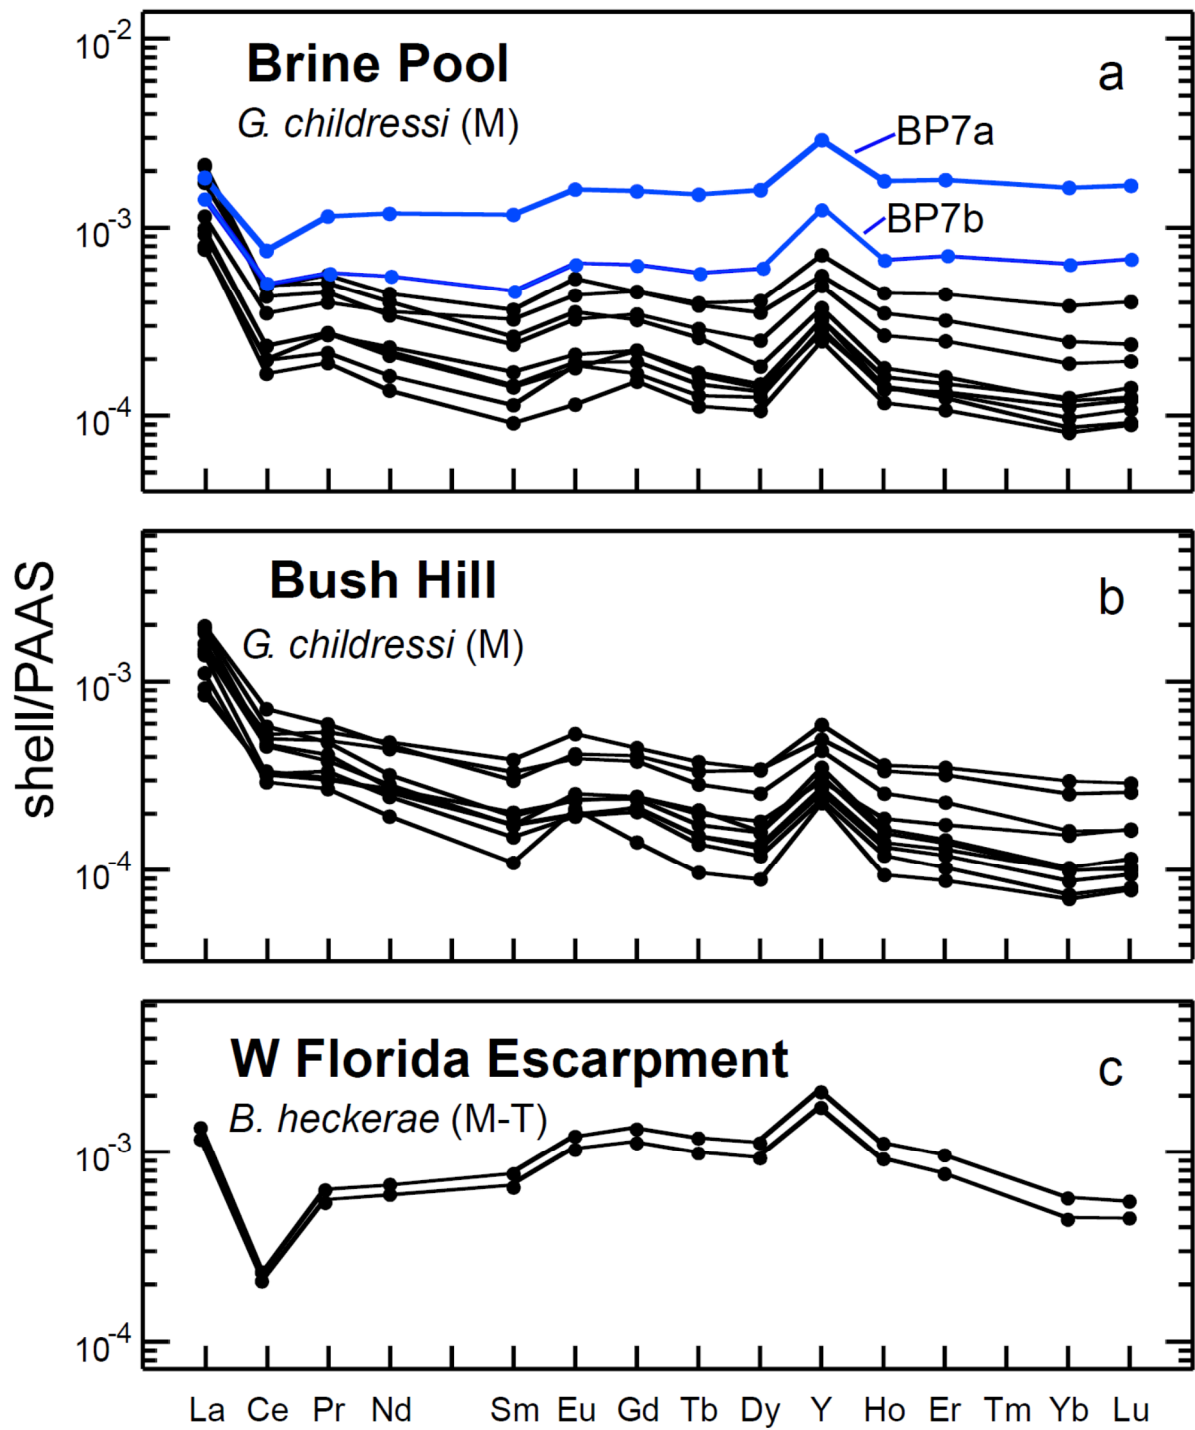 10-2
Brine Pool
a
G. childressi (M)
BP7a
10-3
BP7b
10-4
shell/PAAS
Bush Hill
b
G. childressi (M)
10-3
10-4
W Florida Escarpment
c
B. heckerae (M-T)
10-3
10-4
La Ce Pr Nd Sm Eu Gd Tb Dy Y Ho Er Tm Yb Lu